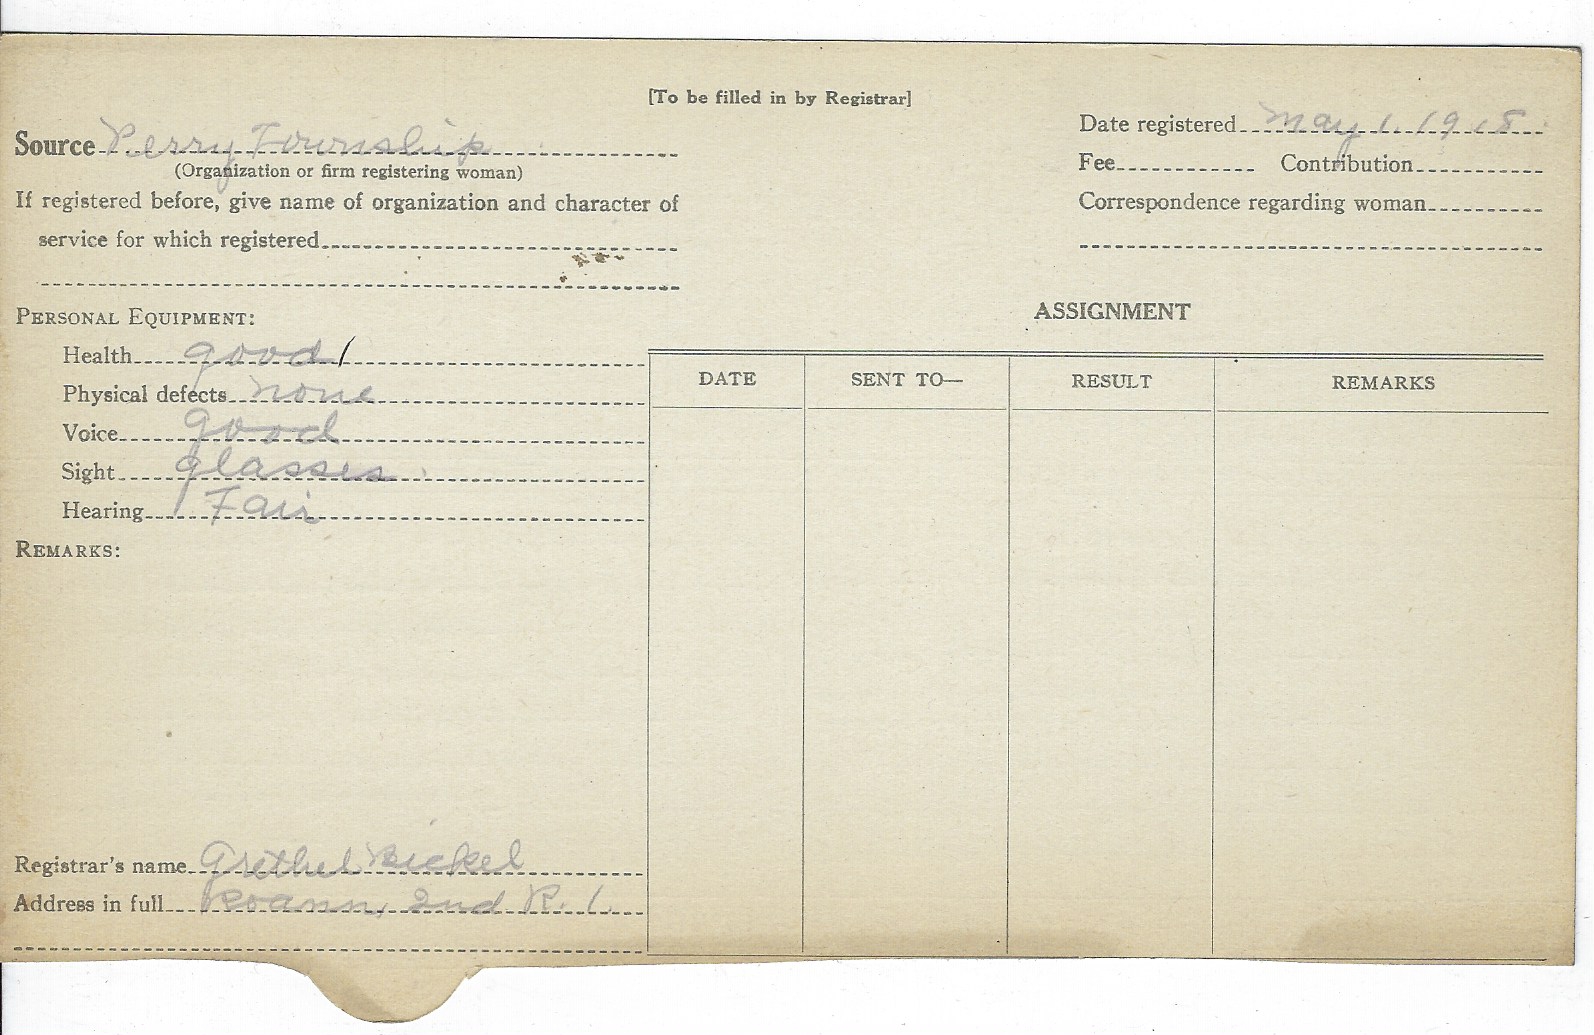 [To be filled in by Registrar]
Source Perry Township
(Organization or firm registering woman)
If registered before, give name of organization and character of
service for which registered
Date registered May 1. 1918
Fee Contribution
Correspondence regarding woman
PERSONAL EQUIPMENT:
Health good
Physical defects none
Voice good
Sight glasses
Hearing Fair
REMARKS:
ASSIGNMENT
DATE SENT TO— RESULT REMARKS
Registrar's name Grethel Bickel
Address in full Roann, Ind R. 1.